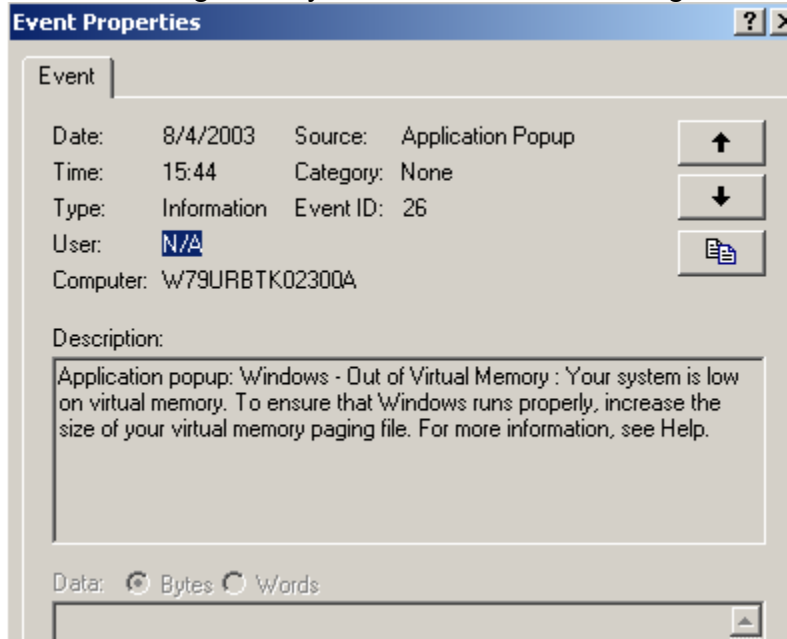 Event Properties
Event
Date: 8/4/2003 Source: Application Popup
Time: 15:44 Category: None
Type: Information Event ID: 26
User: N/A
Computer: W79URBTK02300A
Description:
Application popup: Windows - Out of Virtual Memory : Your system is low
on virtual memory. To ensure that Windows runs properly, increase the
size of your virtual memory paging file. For more information, see Help.
Data: Bytes Words